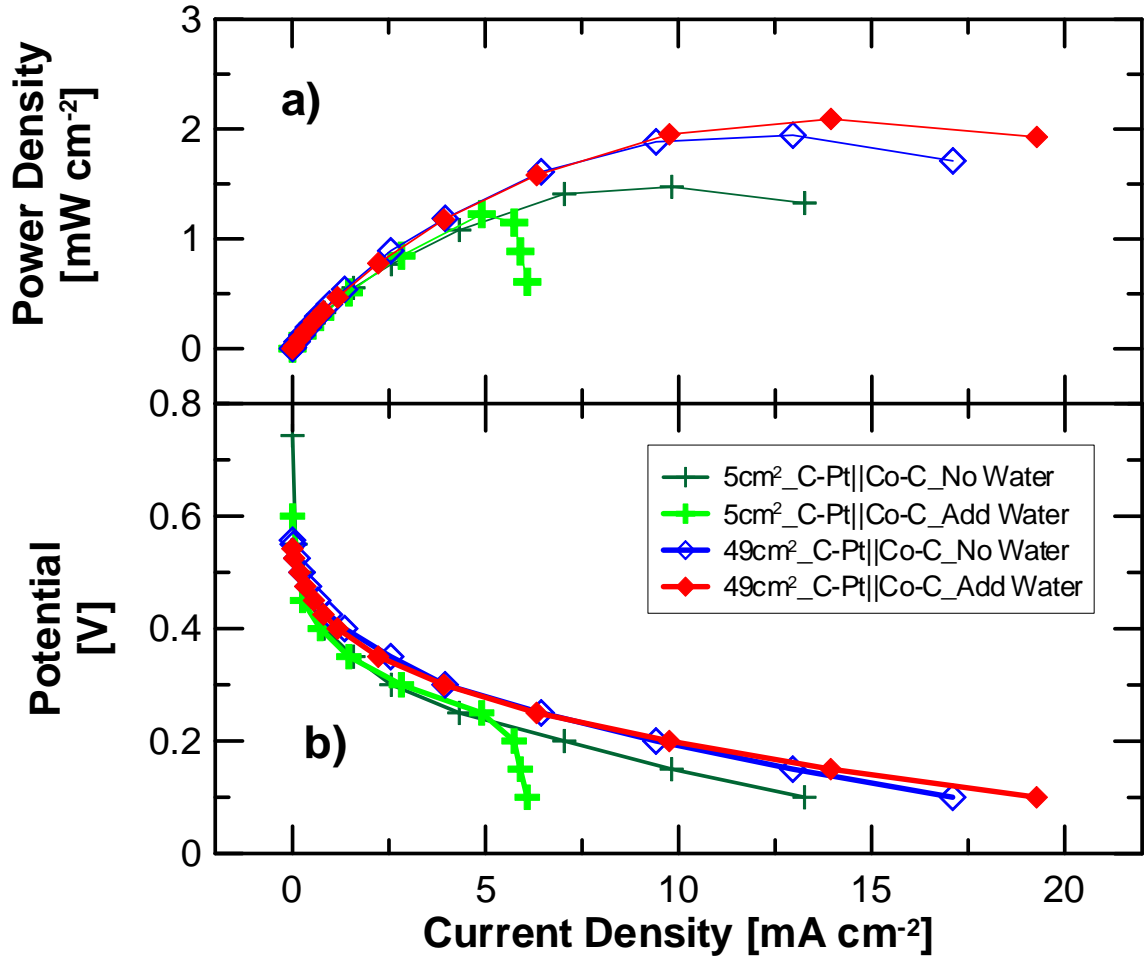 3
2
1
0
Power Density
[mW cm-2]
a)
0.8
0.6
0.4
0.2
0
Potential
[V]
5cm²_C-Pt||Co-C_No Water
5cm²_C-Pt||Co-C_Add Water
49cm²_C-Pt||Co-C_No Water
49cm²_C-Pt||Co-C_Add Water
b)
0 5 10 15 20
Current Density [mA cm-2]